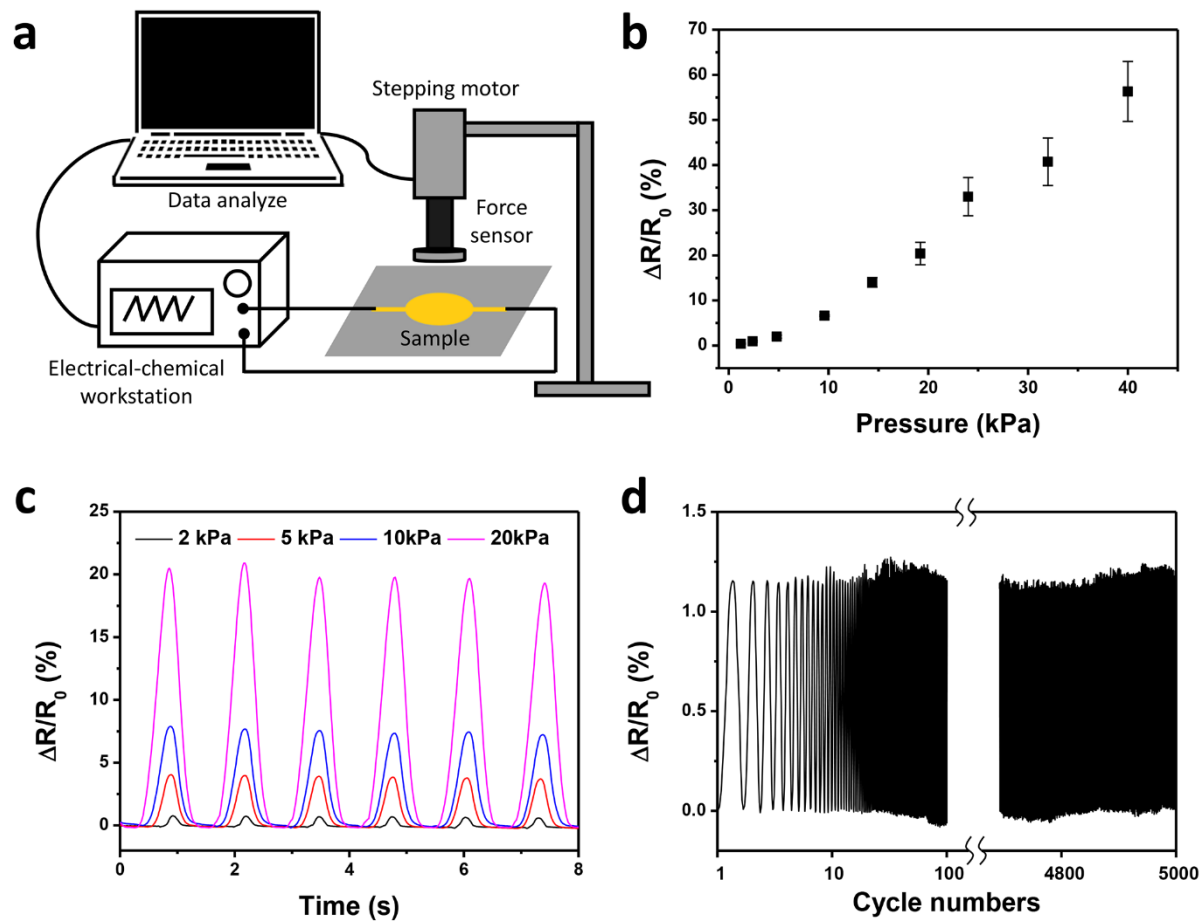 a
Stepping motor
Data analyze
Force
sensor
Sample
Electrical-chemical
workstation
b
70
60
50
40
30
20
10
0
ΔR/R₀ (%)
0 10 20 30 40
Pressure (kPa)
c
25
20
15
10
5
0
ΔR/R₀ (%)
2 kPa 5 kPa 10kPa 20kPa
0 2 4 6 8
Time (s)
d
1.5
1.0
0.5
0.0
ΔR/R₀ (%)
1 10 100 4800 5000
Cycle numbers